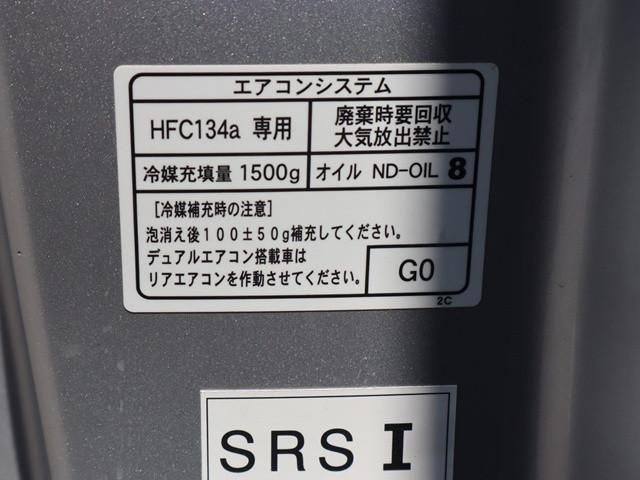 エアコンシステム
HFC134a 専用
廃棄時要回収
大気放出禁止
冷媒充填量 1500g
オイル ND-OIL 8
[冷媒補充時の注意]
泡消え後100±50g補充してください。
デュアルエアコン搭載車は
リアエアコンを作動させてください。
G0
2C
SRS I